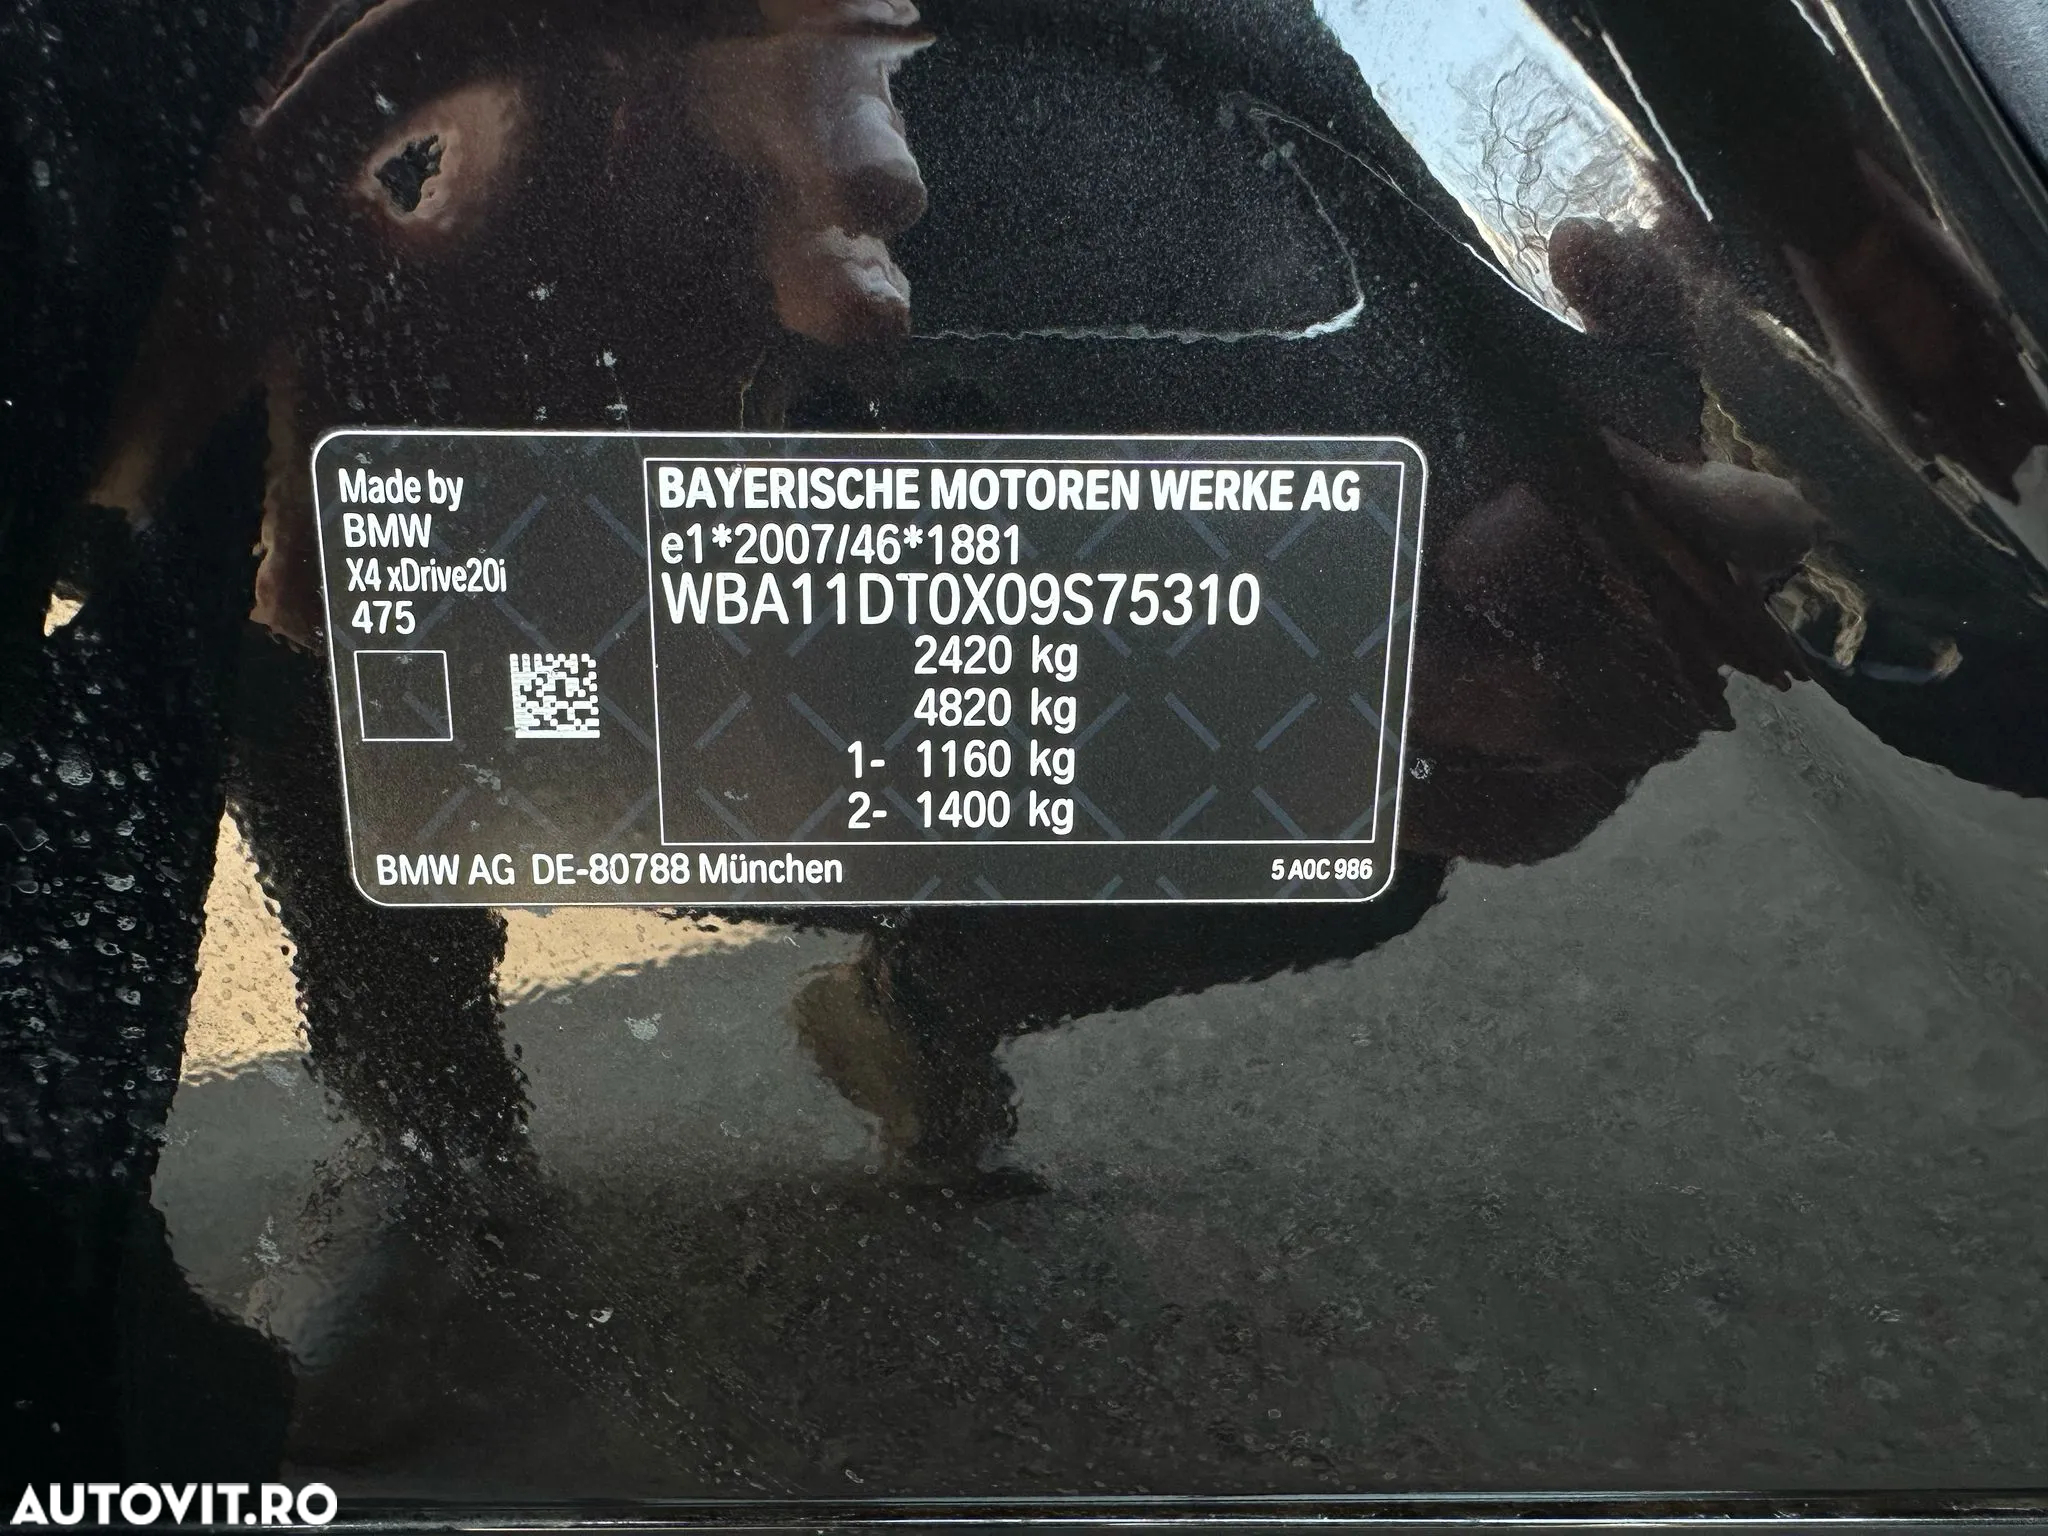 Made by
BMW
X4 xDrive20i
475
BAYERISCHE MOTOREN WERKE AG
e1*2007/46*1881
WBA11DT0X09S75310
2420 kg
4820 kg
1- 1160 kg
2- 1400 kg
BMW AG DE-80788 München
5 A0C 986
AUTOVIT.RO